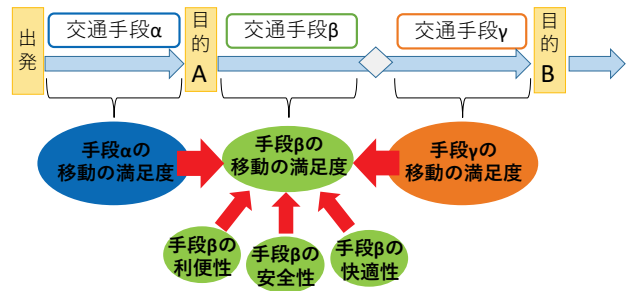 出発
交通手段α
目的A
交通手段β
交通手段γ
目的B
手段αの
移動の満足度
手段βの
移動の満足度
手段γの
移動の満足度
手段βの
利便性
手段βの
安全性
手段βの
快適性